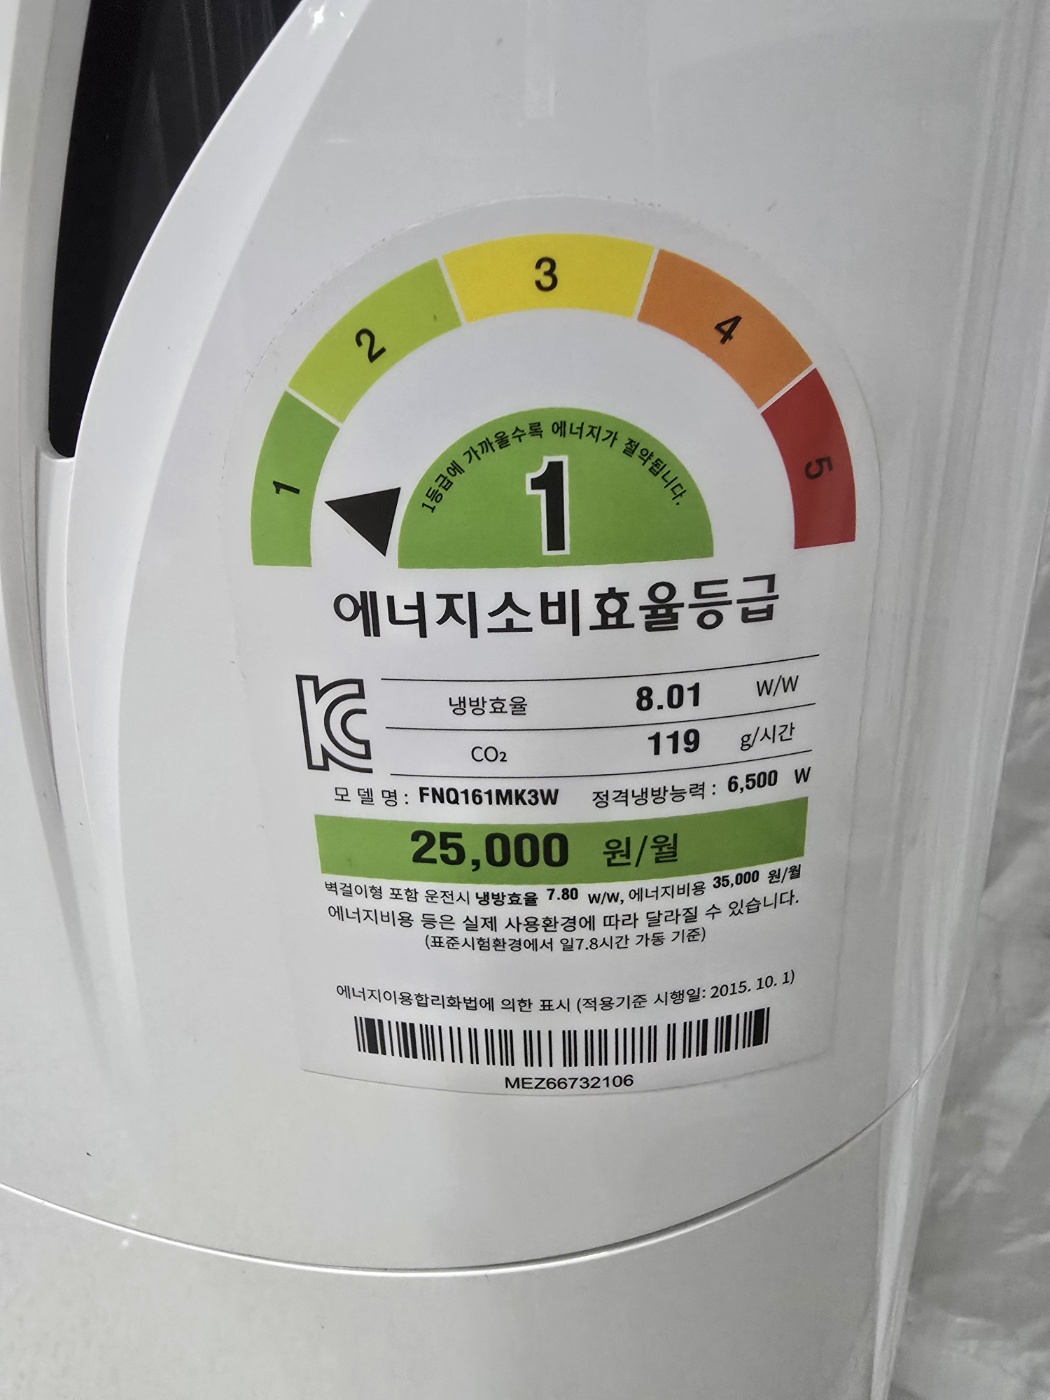 1
2
3
4
5
1등급에 가까울수록 에너지가 절약됩니다.
1
에너지소비효율등급
KC
냉방효율 8.01 W/W
CO₂ 119 g/시간
모 델 명 : FNQ161MK3W 정격냉방능력 : 6,500 W
25,000 원/월
벽걸이형 포함 운전시 냉방효율 7.80 W/W, 에너지비용 35,000 원/월
에너지비용 등은 실제 사용환경에 따라 달라질 수 있습니다.
(표준시험환경에서 일7.8시간 가동 기준)
에너지이용합리화법에 의한 표시 (적용기준 시행일: 2015. 10. 1)
MEZ66732106